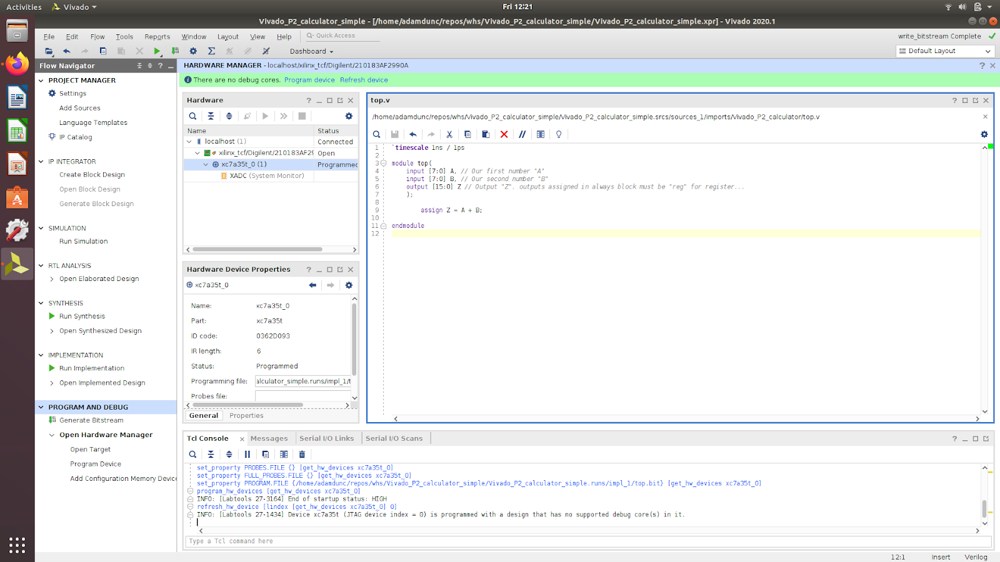 Activities Vivado Fri 12:21
Vivado_P2_calculator_simple - [/home/adamdunc/repos/whs/Vivado_P2_calculator_simple/Vivado_P2_calculator_simple.xpr] - Vivado 2020.1
File Edit Flow Tools Reports Window Layout View Help Quick Access write_bitstream Complete
Dashboard Default Layout
Flow Navigator
PROJECT MANAGER
Settings
Add Sources
Language Templates
IP Catalog
IP INTEGRATOR
Create Block Design
Open Block Design
Generate Block Design
SIMULATION
Run Simulation
RTL ANALYSIS
Open Elaborated Design
SYNTHESIS
Run Synthesis
Open Synthesized Design
IMPLEMENTATION
Run Implementation
Open Implemented Design
PROGRAM AND DEBUG
Generate Bitstream
Open Hardware Manager
Open Target
Program Device
Add Configuration Memory Device
HARDWARE MANAGER - localhost/xilinx_tcf/Digilent/210183AF2990A
There are no debug cores. Program device Refresh device
Hardware
Name Status
localhost (1) Connected
xilinx_tcf/Digilent/210183AF29 Open
xc7a35t_0 (1) Programmed
XADC (System Monitor)
Hardware Device Properties
xc7a35t_0
Name: xc7a35t_0
Part: xc7a35t
ID code: 0362D093
IR length: 6
Status: Programmed
Programming file: alculator_simple.runs/impl_1/t
Probes file:
General Properties
top.v
/home/adamdunc/repos/whs/Vivado_P2_calculator_simple/Vivado_P2_calculator_simple.srcs/sources_1/imports/Vivado_P2_calculator/top.v
1 `timescale 1ns / 1ps
2
3 module top(
4 input [7:0] A, // Our first number "A"
5 input [7:0] B, // Our second number "B"
6 output [15:0] Z // Output "Z". outputs assigned in always block must be "reg" for register...
7 );
8
9 assign Z = A + B;
10
11 endmodule
12
Tcl Console Messages Serial I/O Links Serial I/O Scans
set_property PROBES.FILE {} [get_hw_devices xc7a35t_0]
set_property FULL_PROBES.FILE {} [get_hw_devices xc7a35t_0]
set_property PROGRAM.FILE {/home/adamdunc/repos/whs/Vivado_P2_calculator_simple/Vivado_P2_calculator_simple.runs/impl_1/top.bit} [get_hw_devices xc7a35t_0]
program_hw_devices [get_hw_devices xc7a35t_0]
INFO: [Labtools 27-3164] End of startup status: HIGH
refresh_hw_device [lindex [get_hw_devices xc7a35t_0] 0]
INFO: [Labtools 27-1434] Device xc7a35t (JTAG device index = 0) is programmed with a design that has no supported debug core(s) in it.
Type a Tcl command here
12:1 Insert Verilog